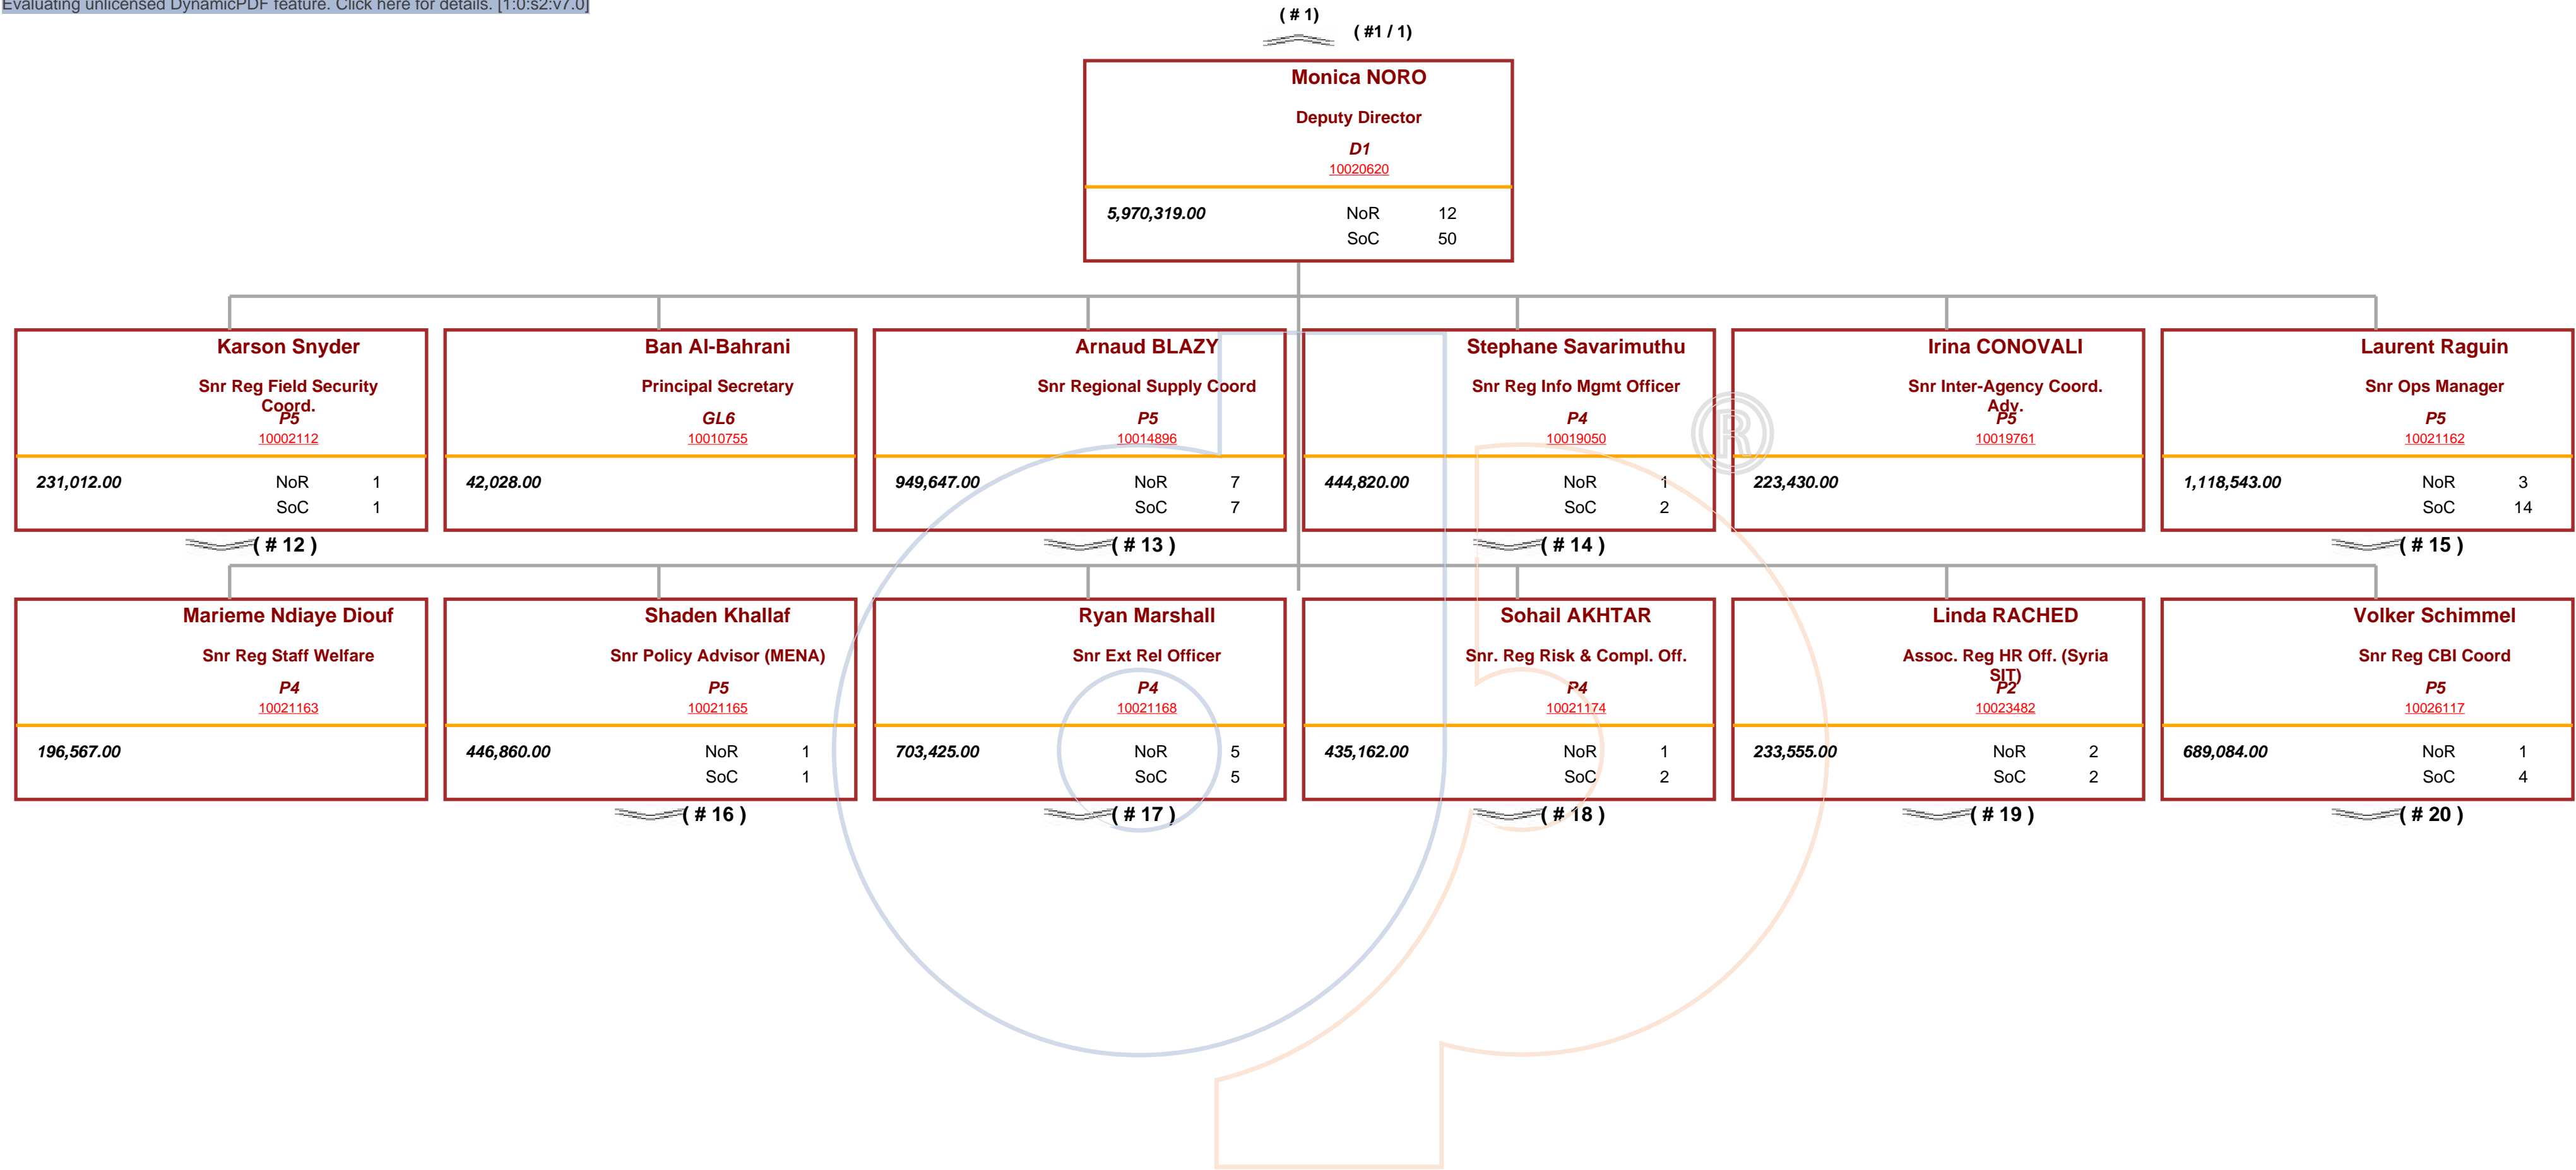 Evaluating unlicensed DynamicPDF feature. Click here for details. [1:0:s2:v7.0]
( # 1)
( #1 / 1)
Monica NORO
Deputy Director
D1
10020620
5,970,319.00 NoR 12
SoC 50
Karson Snyder
Snr Reg Field Security
Coord.
P5
10002112
231,012.00 NoR 1
SoC 1
( # 12 )
Ban Al-Bahrani
Principal Secretary
GL6
10010755
42,028.00
Arnaud BLAZY
Snr Regional Supply Coord
P5
10014896
949,647.00 NoR 7
SoC 7
( # 13 )
Stephane Savarimuthu
Snr Reg Info Mgmt Officer
P4
10019050
444,820.00 NoR 1
SoC 2
( # 14 )
Irina CONOVALI
Snr Inter-Agency Coord.
Adv.
P5
10019761
223,430.00
Laurent Raguin
Snr Ops Manager
P5
10021162
1,118,543.00 NoR 3
SoC 14
( # 15 )
Marieme Ndiaye Diouf
Snr Reg Staff Welfare
P4
10021163
196,567.00
Shaden Khallaf
Snr Policy Advisor (MENA)
P5
10021165
446,860.00 NoR 1
SoC 1
( # 16 )
Ryan Marshall
Snr Ext Rel Officer
P4
10021168
703,425.00 NoR 5
SoC 5
( # 17 )
Sohail AKHTAR
Snr. Reg Risk & Compl. Off.
P4
10021174
435,162.00 NoR 1
SoC 2
( # 18 )
Linda RACHED
Assoc. Reg HR Off. (Syria
SIT)
P2
10023482
233,555.00 NoR 2
SoC 2
( # 19 )
Volker Schimmel
Snr Reg CBI Coord
P5
10026117
689,084.00 NoR 1
SoC 4
( # 20 )
®